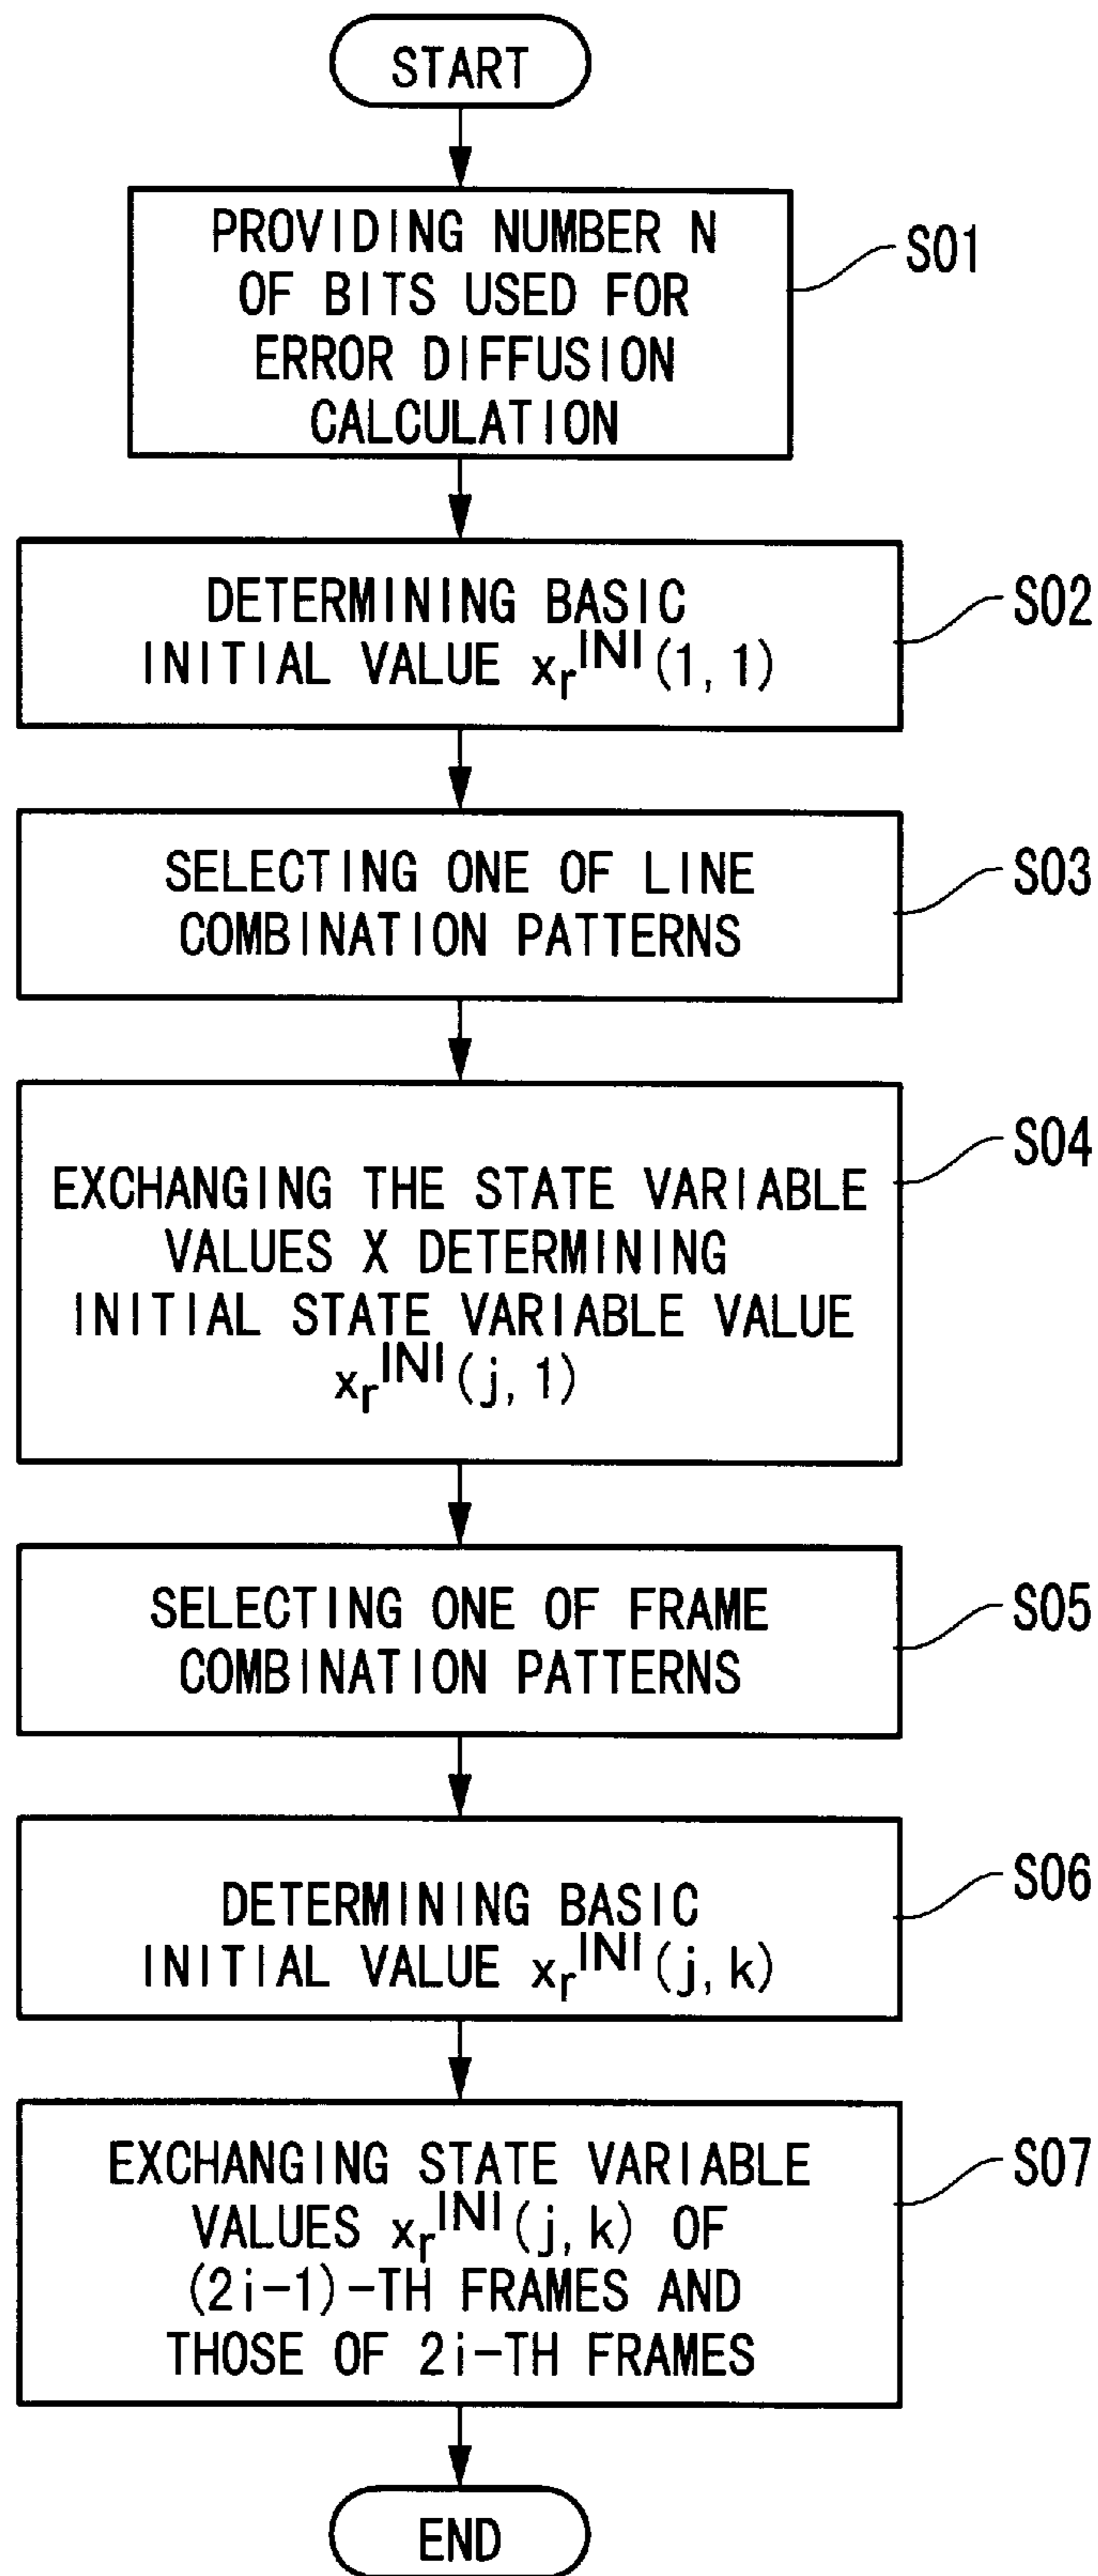 START
PROVIDING NUMBER N
OF BITS USED FOR
ERROR DIFFUSION
CALCULATION
S01
DETERMINING BASIC
INITIAL VALUE xᵣᴵᴺᴵ(1,1)
S02
SELECTING ONE OF LINE
COMBINATION PATTERNS
S03
EXCHANGING THE STATE VARIABLE
VALUES X DETERMINING
INITIAL STATE VARIABLE VALUE
xᵣᴵᴺᴵ(j,1)
S04
SELECTING ONE OF FRAME
COMBINATION PATTERNS
S05
DETERMINING BASIC
INITIAL VALUE xᵣᴵᴺᴵ(j,k)
S06
EXCHANGING STATE VARIABLE
VALUES xᵣᴵᴺᴵ(j,k) OF
(2i-1)-TH FRAMES AND
THOSE OF 2i-TH FRAMES
S07
END